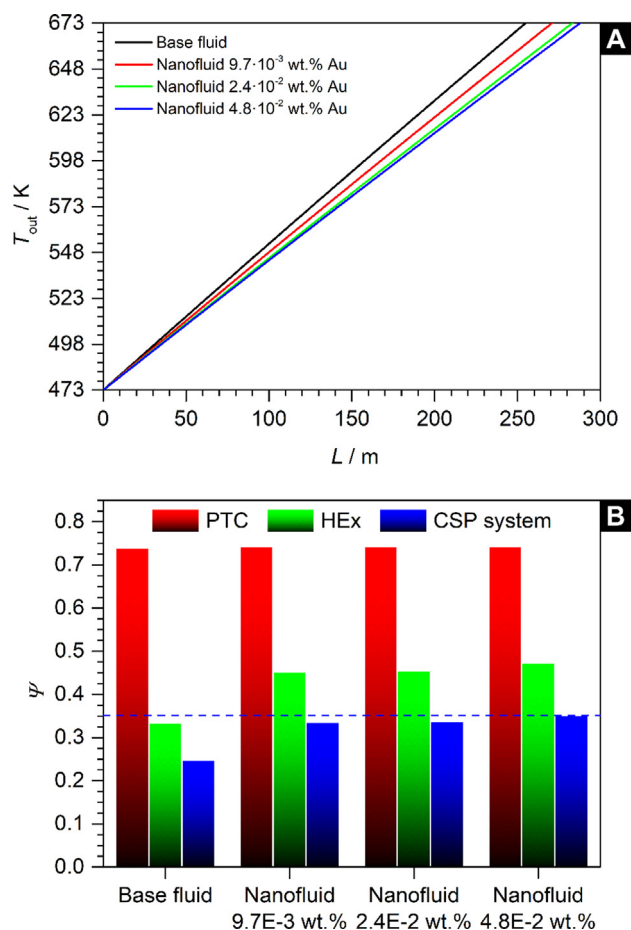 A
673
648
623
598
573
548
523
498
473
T_out / K
Base fluid
Nanofluid 9.7·10⁻³ wt.% Au
Nanofluid 2.4·10⁻² wt.% Au
Nanofluid 4.8·10⁻² wt.% Au
0 50 100 150 200 250 300
L / m
B
PTC HEx CSP system
0.8
0.7
0.6
0.5
0.4
0.3
0.2
0.1
0.0
Ψ
Base fluid Nanofluid Nanofluid Nanofluid
9.7E-3 wt.% 2.4E-2 wt.% 4.8E-2 wt.%